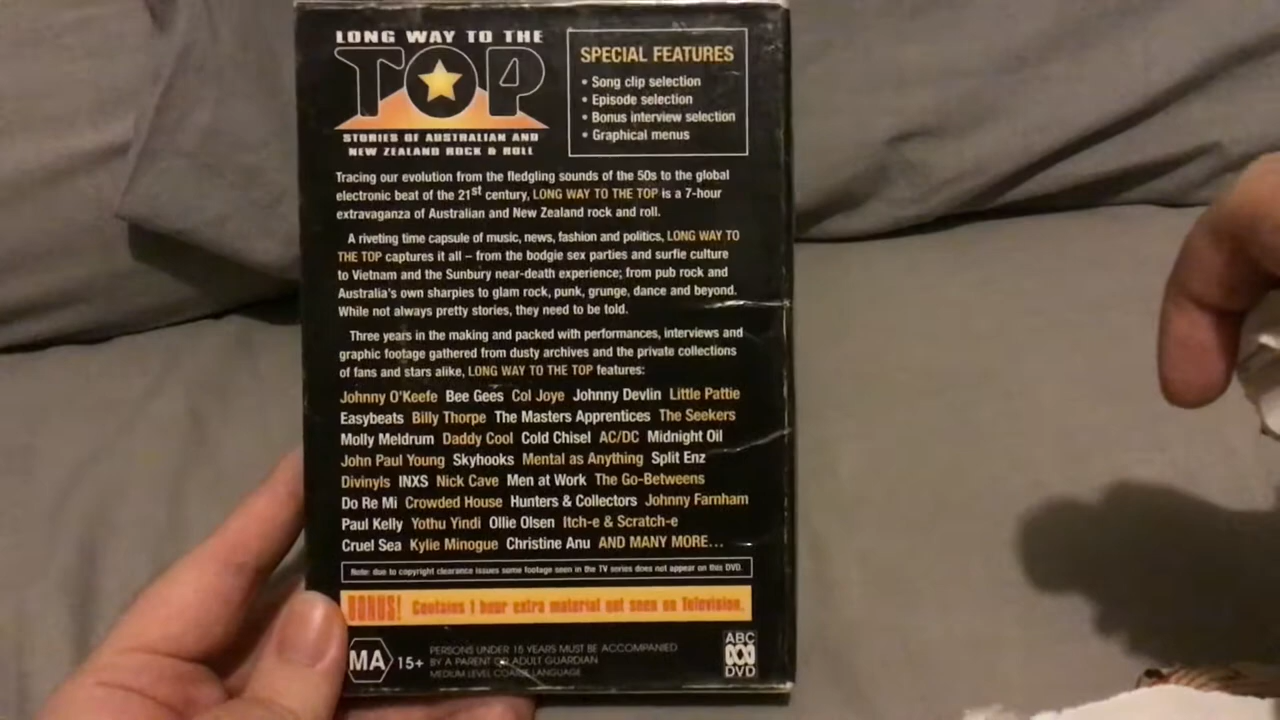 LONG WAY TO THE
TOP
STORIES OF AUSTRALIAN AND
NEW ZEALAND ROCK & ROLL
SPECIAL FEATURES
• Song clip selection
• Episode selection
• Bonus interview selection
• Graphical menus
Tracing our evolution from the fledgling sounds of the 50s to the global
electronic beat of the 21st century, LONG WAY TO THE TOP is a 7-hour
extravaganza of Australian and New Zealand rock and roll.
A riveting time capsule of music, news, fashion and politics, LONG WAY TO
THE TOP captures it all – from the bodgie sex parties and surfie culture
to Vietnam and the Sunbury near-death experience; from pub rock and
Australia's own sharpies to glam rock, punk, grunge, dance and beyond.
While not always pretty stories, they need to be told.
Three years in the making and packed with performances, interviews and
graphic footage gathered from dusty archives and the private collections
of fans and stars alike, LONG WAY TO THE TOP features:
Johnny O'Keefe Bee Gees Col Joye Johnny Devlin Little Pattie
Easybeats Billy Thorpe The Masters Apprentices The Seekers
Molly Meldrum Daddy Cool Cold Chisel AC/DC Midnight Oil
John Paul Young Skyhooks Mental as Anything Split Enz
Divinyls INXS Nick Cave Men at Work The Go-Betweens
Do Re Mi Crowded House Hunters & Collectors Johnny Farnham
Paul Kelly Yothu Yindi Ollie Olsen Itch-e & Scratch-e
Cruel Sea Kylie Minogue Christine Anu AND MANY MORE...
Note: due to copyright clearance issues some footage seen in the TV series does not appear on this DVD.
BONUS! Contains 1 hour extra material not seen on Television.
MA 15+
PERSONS UNDER 15 YEARS MUST BE ACCOMPANIED
BY A PARENT OR ADULT GUARDIAN
MEDIUM LEVEL COARSE LANGUAGE
ABC
DVD